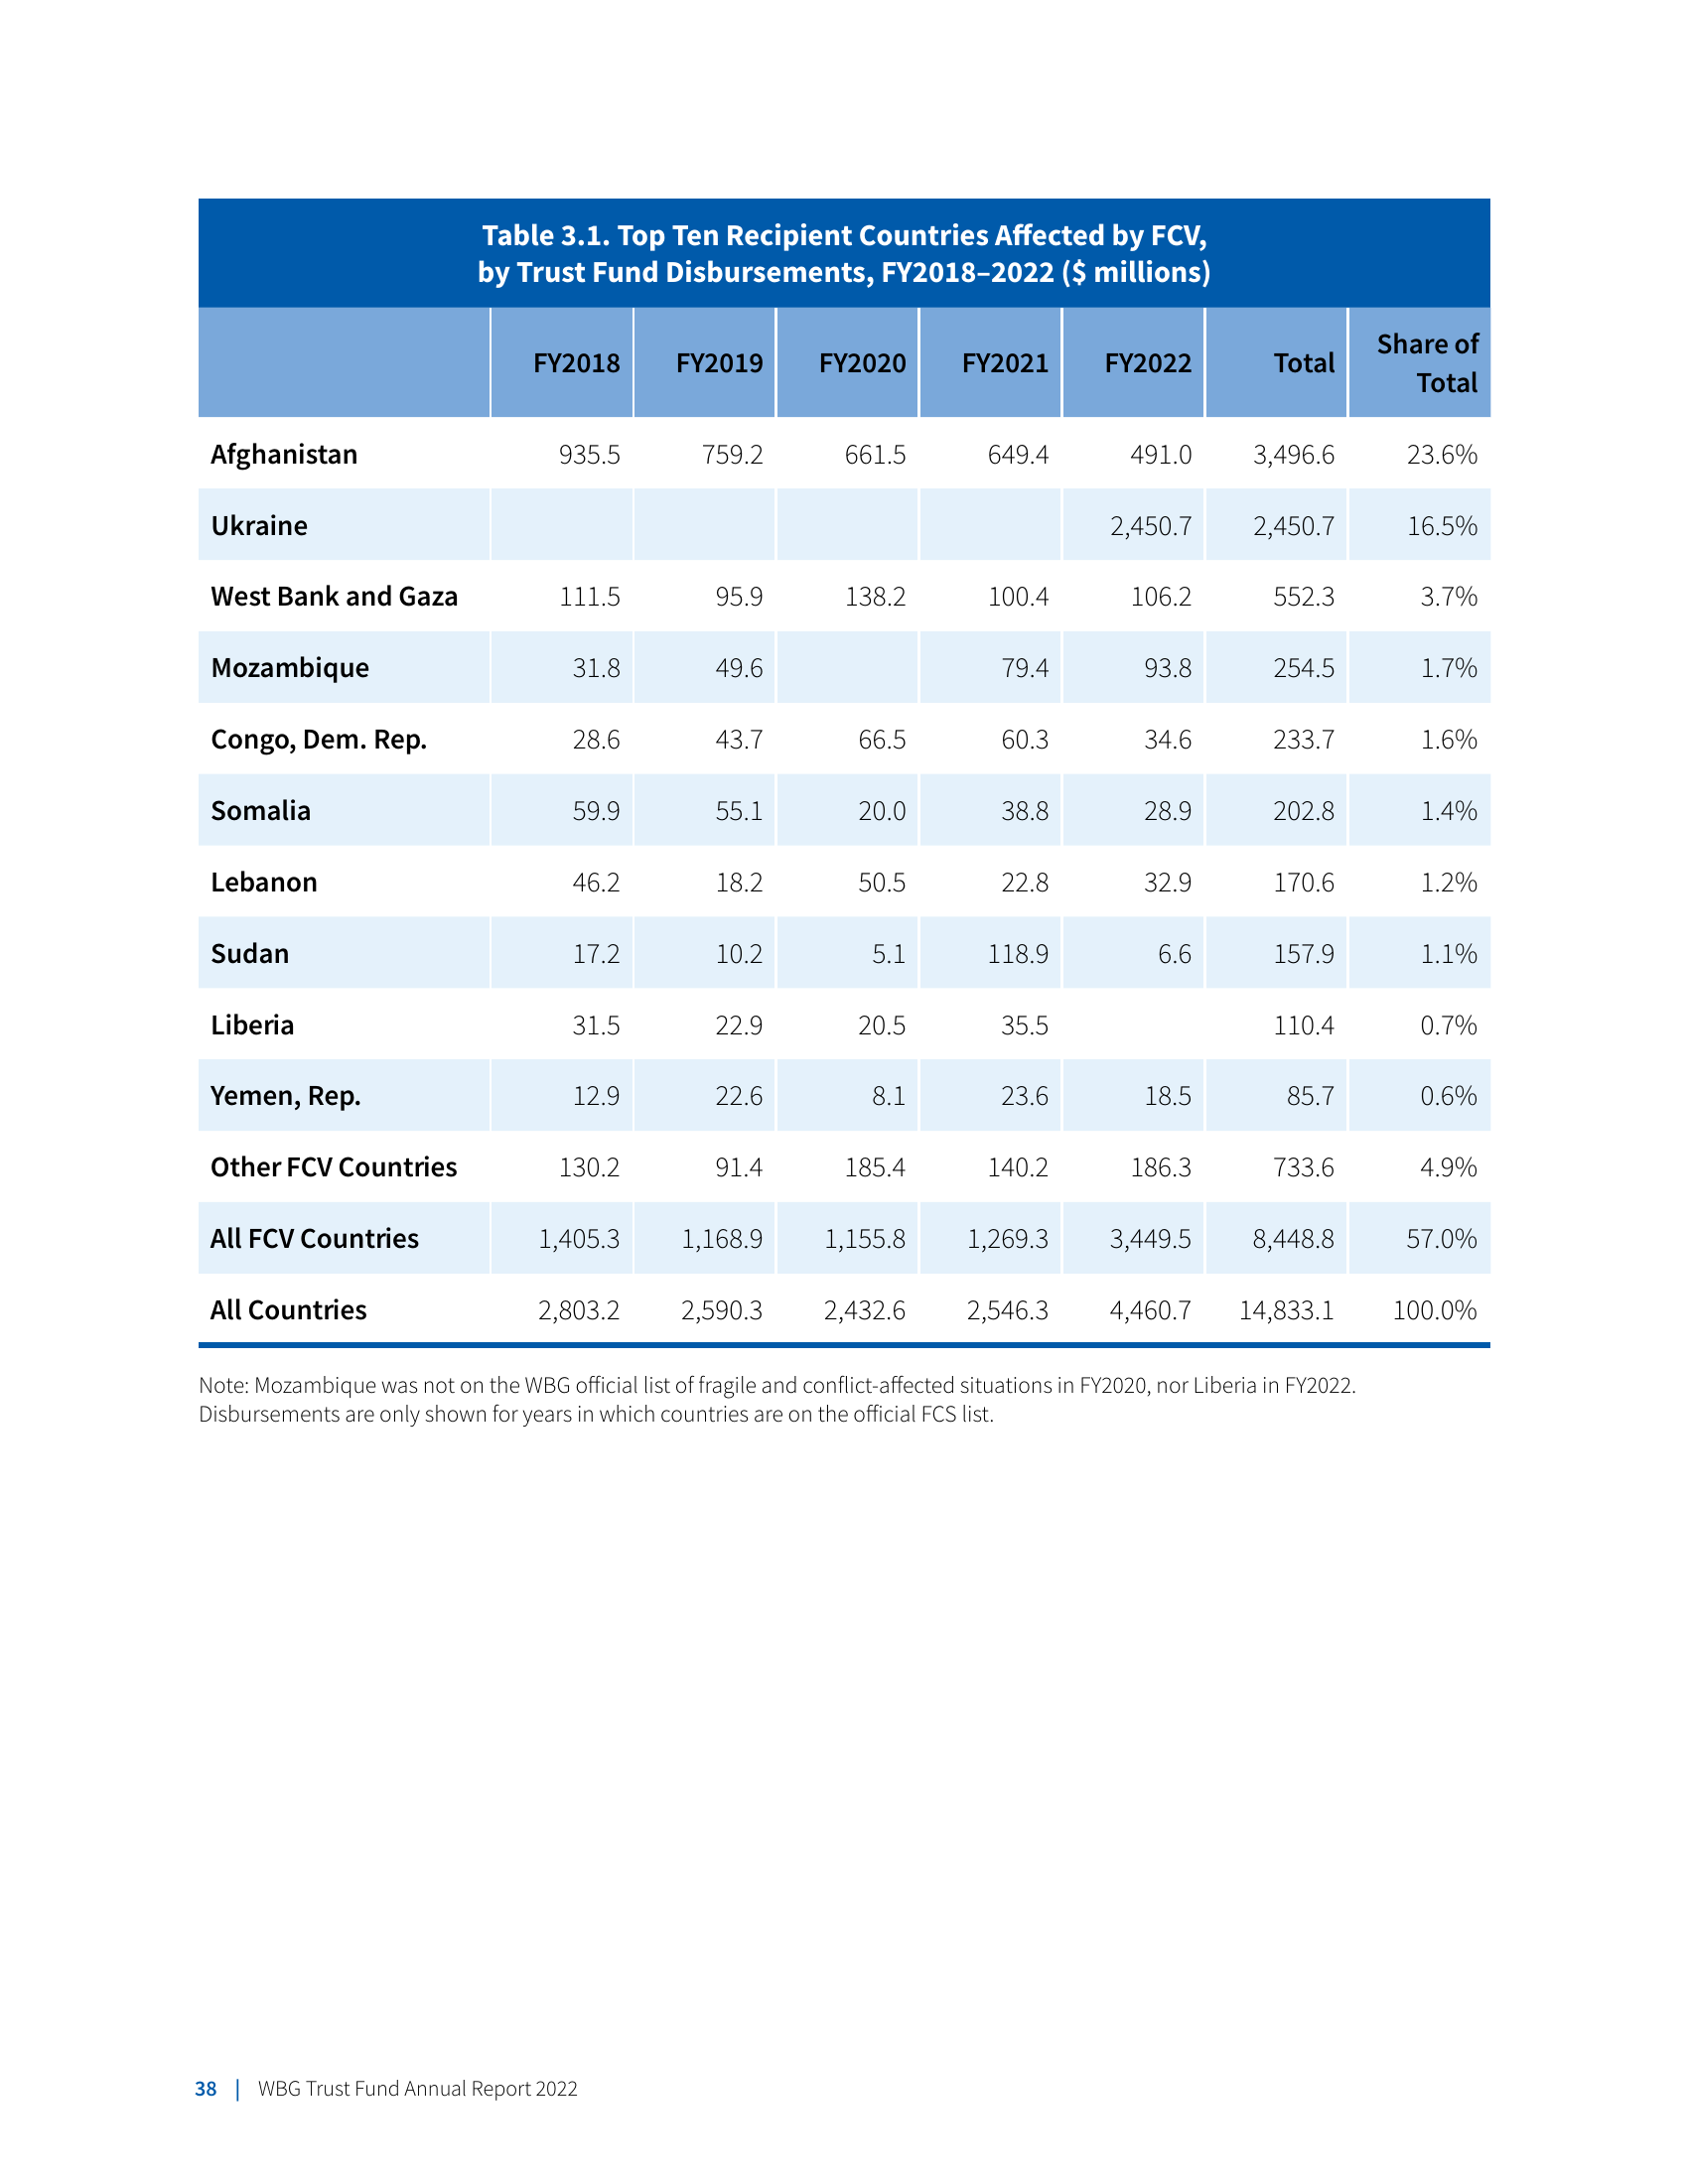 Table 3.1. Top Ten Recipient Countries Affected by FCV,
by Trust Fund Disbursements, FY2018–2022 ($ millions)
FY2018 FY2019 FY2020 FY2021 FY2022 Total Share of Total
Afghanistan 935.5 759.2 661.5 649.4 491.0 3,496.6 23.6%
Ukraine 2,450.7 2,450.7 16.5%
West Bank and Gaza 111.5 95.9 138.2 100.4 106.2 552.3 3.7%
Mozambique 31.8 49.6 79.4 93.8 254.5 1.7%
Congo, Dem. Rep. 28.6 43.7 66.5 60.3 34.6 233.7 1.6%
Somalia 59.9 55.1 20.0 38.8 28.9 202.8 1.4%
Lebanon 46.2 18.2 50.5 22.8 32.9 170.6 1.2%
Sudan 17.2 10.2 5.1 118.9 6.6 157.9 1.1%
Liberia 31.5 22.9 20.5 35.5 110.4 0.7%
Yemen, Rep. 12.9 22.6 8.1 23.6 18.5 85.7 0.6%
Other FCV Countries 130.2 91.4 185.4 140.2 186.3 733.6 4.9%
All FCV Countries 1,405.3 1,168.9 1,155.8 1,269.3 3,449.5 8,448.8 57.0%
All Countries 2,803.2 2,590.3 2,432.6 2,546.3 4,460.7 14,833.1 100.0%
Note: Mozambique was not on the WBG official list of fragile and conflict-affected situations in FY2020, nor Liberia in FY2022.
Disbursements are only shown for years in which countries are on the official FCS list.
38 | WBG Trust Fund Annual Report 2022